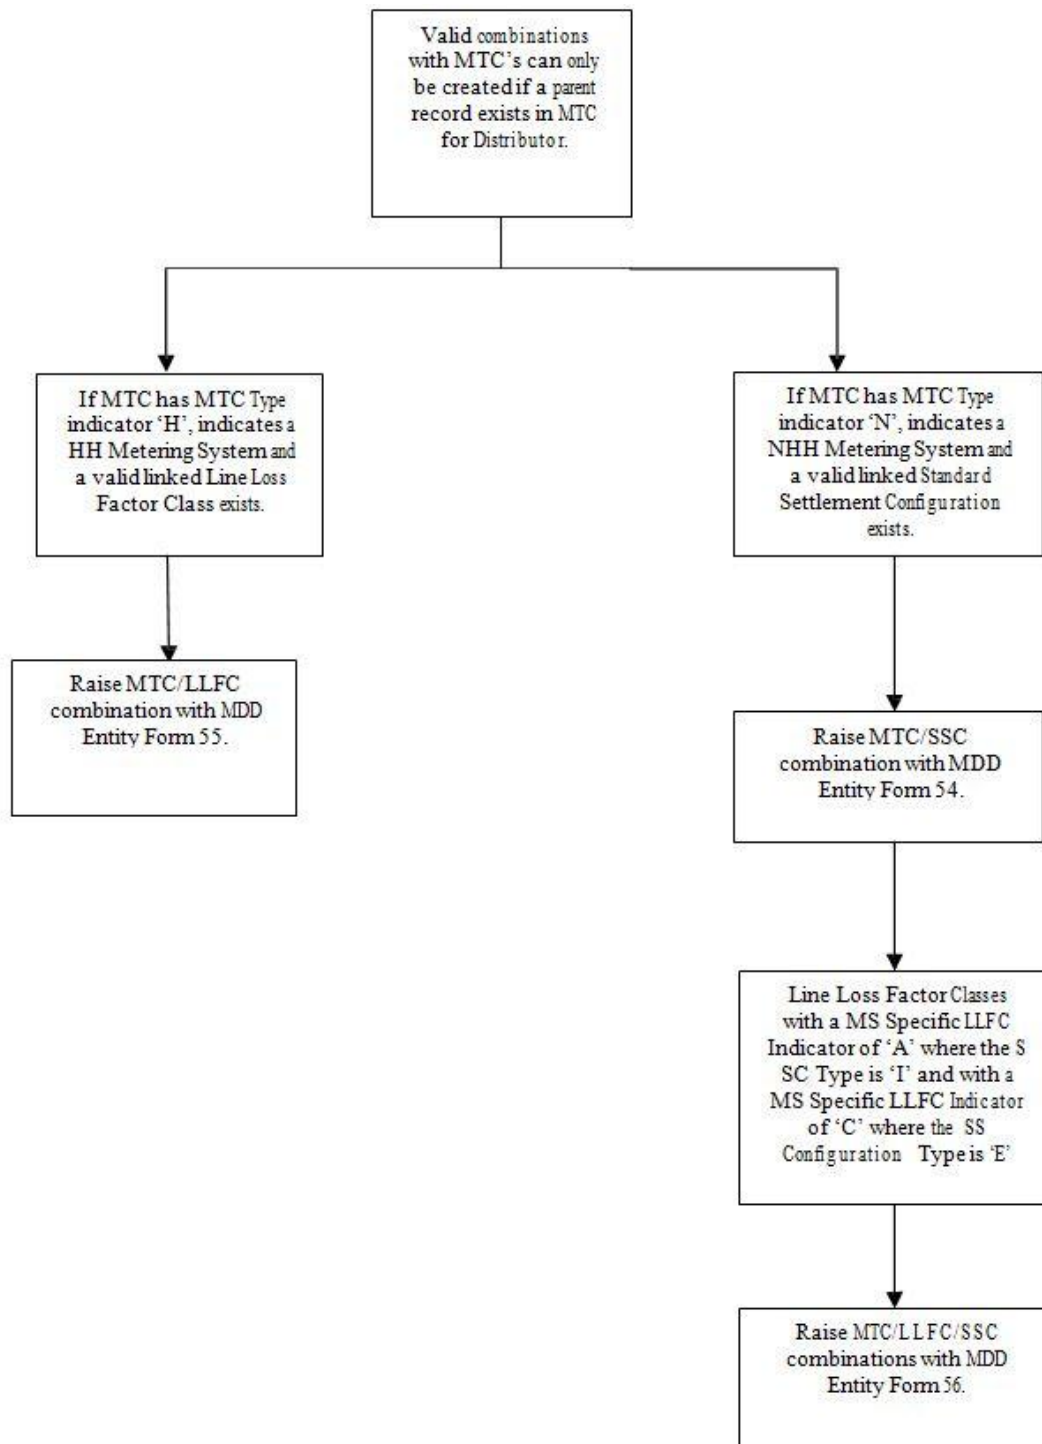 Valid combinations
with MTC's can only
be created if a parent
record exists in MTC
for Distributor.
If MTC has MTC Type
indicator ‘H’, indicates a
HH Metering System and
a valid linked Line Loss
Factor Class exists.
If MTC has MTC Type
indicator ‘N’, indicates a
NHH Metering System and
a valid linked Standard
Settlement Configuration
exists.
Raise MTC/LLFC
combination with MDD
Entity Form 55.
Raise MTC/SSC
combination with MDD
Entity Form 54.
Line Loss Factor Classes
with a MS Specific LLFC
Indicator of ‘A’ where the S
SC Type is ‘I’ and with a
MS Specific LLFC Indicator
of ‘C’ where the SS
Configuration Type is ‘E’
Raise MTC/LLFC/SSC
combinations with MDD
Entity Form 56.